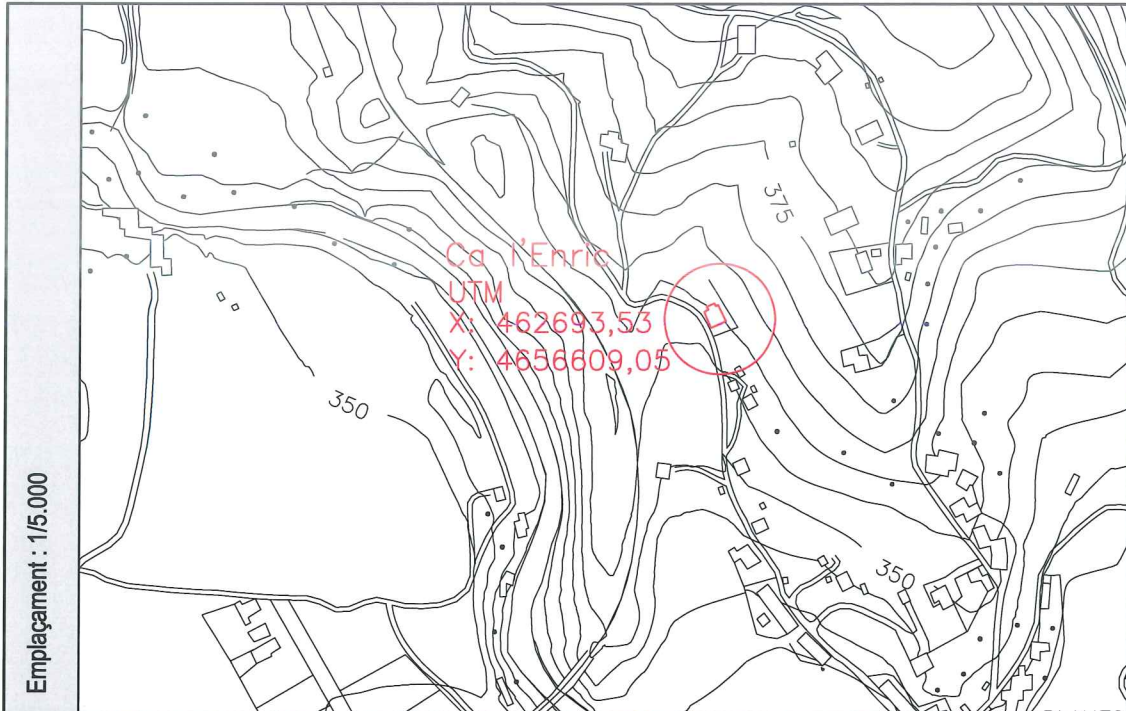 Emplaçament : 1/5.000
375
Ca l'Enric
UTM
X: 462693,53
Y: 4656609,05
350
350